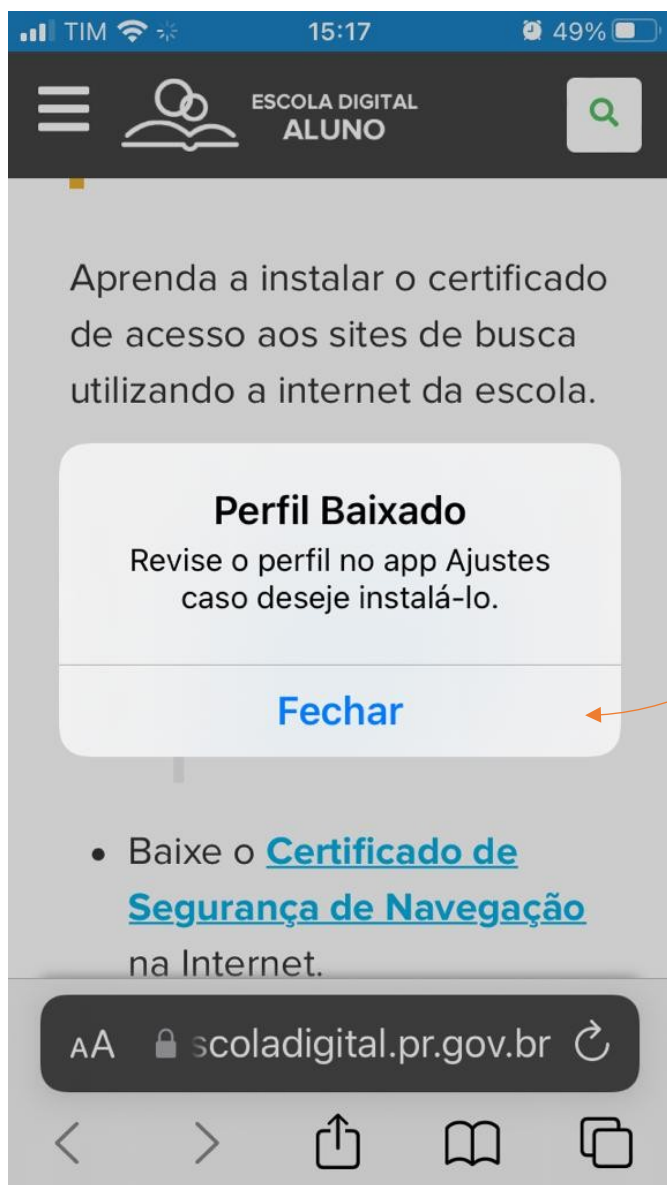 TIM 15:17 49%
ESCOLA DIGITAL
ALUNO
Aprenda a instalar o certificado
de acesso aos sites de busca
utilizando a internet da escola.
Perfil Baixado
Revise o perfil no app Ajustes
caso deseje instalá-lo.
Fechar
• Baixe o Certificado de
Segurança de Navegação
na Internet.
AA scoladigital.pr.gov.br